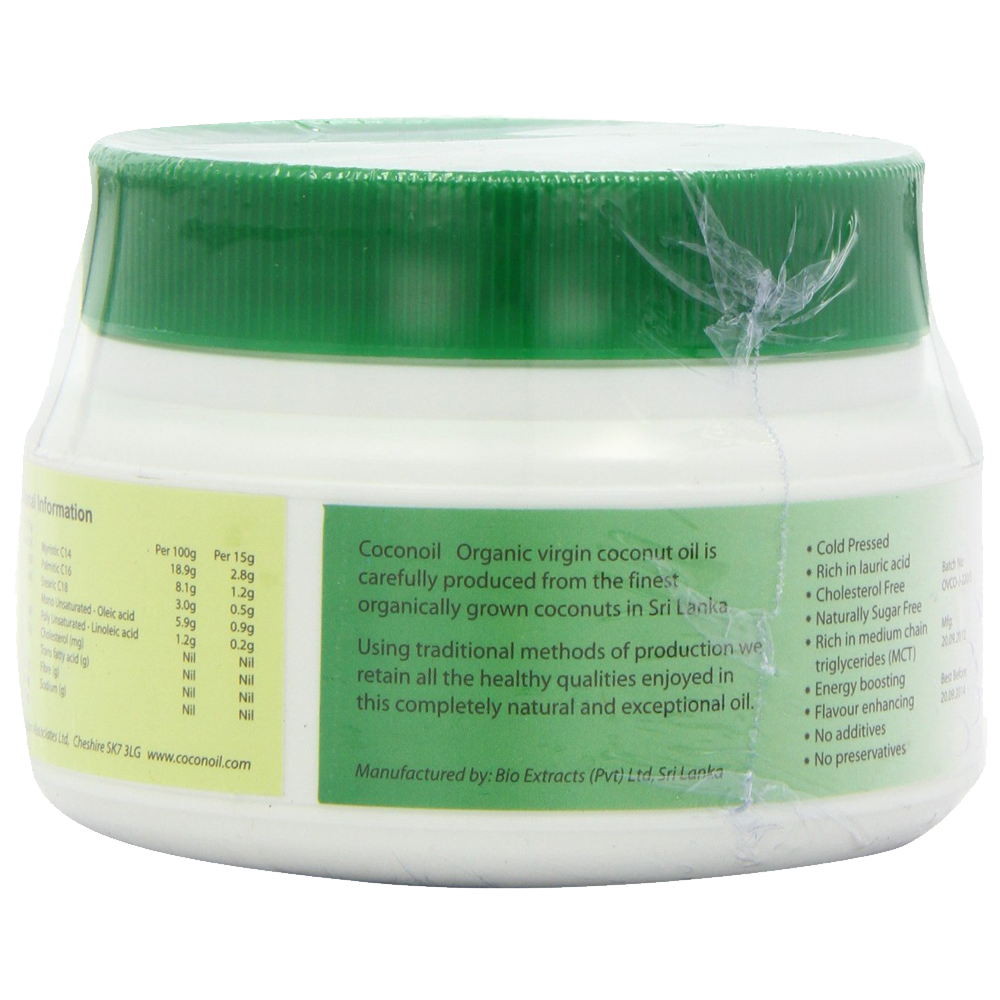 Information
Per 100g Per 15g
Myristic C14 18.9g 2.8g
Palmitic C16 8.1g 1.2g
Stearic C18 3.0g 0.5g
Mono Unsaturated - Oleic acid 5.9g 0.9g
Poly Unsaturated - Linoleic acid 1.2g 0.2g
Cholesterol (mg) Nil Nil
Trans fatty acid (g) Nil Nil
Fibre (g) Nil Nil
Sodium (g) Nil Nil
Ltd, Cheshire SK7 3LG www.coconoil.com
Coconoil Organic virgin coconut oil is
carefully produced from the finest
organically grown coconuts in Sri Lanka
Using traditional methods of production we
retain all the healthy qualities enjoyed in
this completely natural and exceptional oil.
Manufactured by: Bio Extracts (Pvt) Ltd, Sri Lanka
• Cold Pressed
• Rich in lauric acid
• Cholesterol Free
• Naturally Sugar Free
• Rich in medium chain
triglycerides (MCT)
• Energy boosting
• Flavour enhancing
• No additives
• No preservatives
Batch No
Mfg.
Best Before
20.09.2014